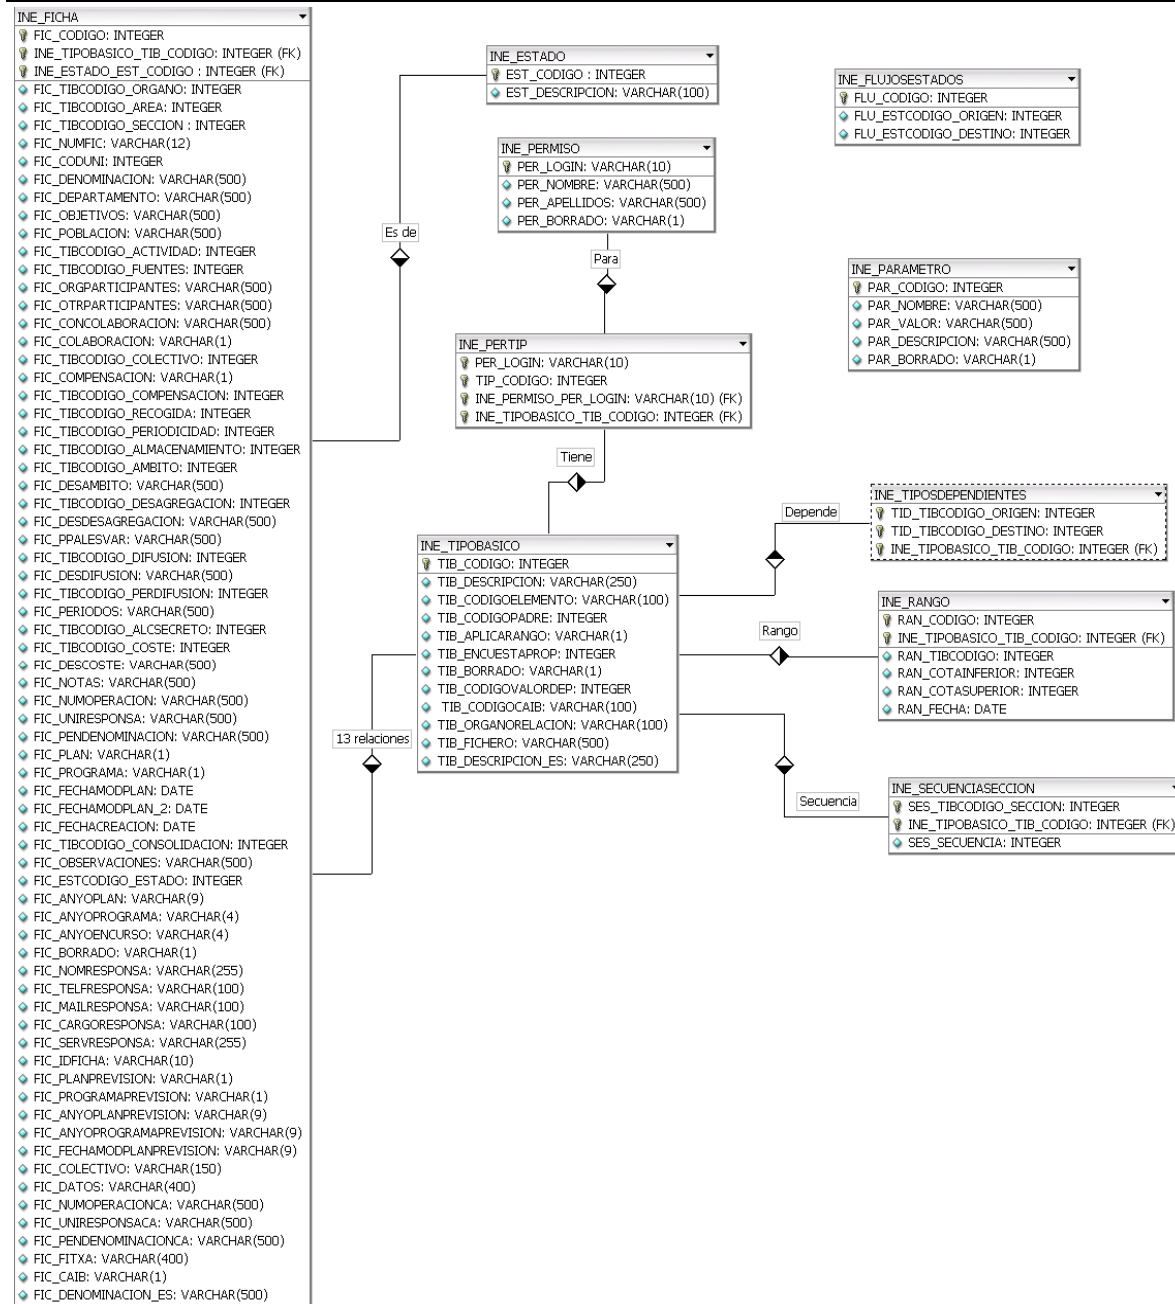 INE_FICHA
FIC_CODIGO: INTEGER
INE_TIPOBASICO_TIB_CODIGO: INTEGER (FK)
INE_ESTADO_EST_CODIGO : INTEGER (FK)
FIC_TIBCODIGO_ORGANO: INTEGER
FIC_TIBCODIGO_AREA: INTEGER
FIC_TIBCODIGO_SECCION : INTEGER
FIC_NUMFIC: VARCHAR(12)
FIC_CODUNI: INTEGER
FIC_DENOMINACION: VARCHAR(500)
FIC_DEPARTAMENTO: VARCHAR(500)
FIC_OBJETIVOS: VARCHAR(500)
FIC_POBLACION: VARCHAR(500)
FIC_TIBCODIGO_ACTIVIDAD: INTEGER
FIC_TIBCODIGO_FUENTES: INTEGER
FIC_ORGPARTICIPANTES: VARCHAR(500)
FIC_OTRPARTICIPANTES: VARCHAR(500)
FIC_CONCOLABORACION: VARCHAR(500)
FIC_COLABORACION: VARCHAR(1)
FIC_TIBCODIGO_COLECTIVO: INTEGER
FIC_COMPENSACION: VARCHAR(1)
FIC_TIBCODIGO_COMPENSACION: INTEGER
FIC_TIBCODIGO_RECOGIDA: INTEGER
FIC_TIBCODIGO_PERIODICIDAD: INTEGER
FIC_TIBCODIGO_ALMACENAMIENTO: INTEGER
FIC_TIBCODIGO_AMBITO: INTEGER
FIC_DESAMBITO: VARCHAR(500)
FIC_TIBCODIGO_DESAGREGACION: INTEGER
FIC_DESDESAGREGACION: VARCHAR(500)
FIC_PPALESVAR: VARCHAR(500)
FIC_TIBCODIGO_DIFUSION: INTEGER
FIC_DESDIFUSION: VARCHAR(500)
FIC_TIBCODIGO_PERDIFUSION: INTEGER
FIC_PERIODOS: VARCHAR(500)
FIC_TIBCODIGO_ALCSECRETO: INTEGER
FIC_TIBCODIGO_COSTE: INTEGER
FIC_DESCOSTE: VARCHAR(500)
FIC_NOTAS: VARCHAR(500)
FIC_NUMOPERACION: VARCHAR(500)
FIC_UNIRESPONSA: VARCHAR(500)
FIC_PENDENOMINACION: VARCHAR(500)
FIC_PLAN: VARCHAR(1)
FIC_PROGRAMA: VARCHAR(1)
FIC_FECHAMODPLAN: DATE
FIC_FECHAMODPLAN_2: DATE
FIC_FECHACREACION: DATE
FIC_TIBCODIGO_CONSOLIDACION: INTEGER
FIC_OBSERVACIONES: VARCHAR(500)
FIC_ESTCODIGO_ESTADO: INTEGER
FIC_ANYOPLAN: VARCHAR(9)
FIC_ANYOPROGRAMA: VARCHAR(4)
FIC_ANYOENCURSO: VARCHAR(4)
FIC_BORRADO: VARCHAR(1)
FIC_NOMRESPONSA: VARCHAR(255)
FIC_TELFRESPONSA: VARCHAR(100)
FIC_MAILRESPONSA: VARCHAR(100)
FIC_CARGORESPONSA: VARCHAR(100)
FIC_SERVRESPONSA: VARCHAR(255)
FIC_IDFICHA: VARCHAR(10)
FIC_PLANPREVISION: VARCHAR(1)
FIC_PROGRAMAPREVISION: VARCHAR(1)
FIC_ANYOPLANPREVISION: VARCHAR(9)
FIC_ANYOPROGRAMAPREVISION: VARCHAR(9)
FIC_FECHAMODPLANPREVISION: VARCHAR(9)
FIC_COLECTIVO: VARCHAR(150)
FIC_DATOS: VARCHAR(400)
FIC_NUMOPERACIONCA: VARCHAR(500)
FIC_UNIRESPONSACA: VARCHAR(500)
FIC_PENDENOMINACIONCA: VARCHAR(500)
FIC_FITXA: VARCHAR(400)
FIC_CAIB: VARCHAR(1)
FIC_DENOMINACION_ES: VARCHAR(500)
Es de
13 relaciones
INE_ESTADO
EST_CODIGO : INTEGER
EST_DESCRIPCION: VARCHAR(100)
INE_PERMISO
PER_LOGIN: VARCHAR(10)
PER_NOMBRE: VARCHAR(500)
PER_APELLIDOS: VARCHAR(500)
PER_BORRADO: VARCHAR(1)
Para
INE_PERTIP
PER_LOGIN: VARCHAR(10)
TIP_CODIGO: INTEGER
INE_PERMISO_PER_LOGIN: VARCHAR(10) (FK)
INE_TIPOBASICO_TIB_CODIGO: INTEGER (FK)
Tiene
INE_TIPOBASICO
TIB_CODIGO: INTEGER
TIB_DESCRIPCION: VARCHAR(250)
TIB_CODIGOELEMENTO: VARCHAR(100)
TIB_CODIGOPADRE: INTEGER
TIB_APLICARANGO: VARCHAR(1)
TIB_ENCUESTAPROP: INTEGER
TIB_BORRADO: VARCHAR(1)
TIB_CODIGOVALORDEP: INTEGER
TIB_CODIGOCAIB: VARCHAR(100)
TIB_ORGANORELACION: VARCHAR(100)
TIB_FICHERO: VARCHAR(500)
TIB_DESCRIPCION_ES: VARCHAR(250)
INE_FLUJOSESTADOS
FLU_CODIGO: INTEGER
FLU_ESTCODIGO_ORIGEN: INTEGER
FLU_ESTCODIGO_DESTINO: INTEGER
INE_PARAMETRO
PAR_CODIGO: INTEGER
PAR_NOMBRE: VARCHAR(500)
PAR_VALOR: VARCHAR(500)
PAR_DESCRIPCION: VARCHAR(500)
PAR_BORRADO: VARCHAR(1)
Depende
INE_TIPOSDEPENDIENTES
TID_TIBCODIGO_ORIGEN: INTEGER
TID_TIBCODIGO_DESTINO: INTEGER
INE_TIPOBASICO_TIB_CODIGO: INTEGER (FK)
Rango
INE_RANGO
RAN_CODIGO: INTEGER
INE_TIPOBASICO_TIB_CODIGO: INTEGER (FK)
RAN_TIBCODIGO: INTEGER
RAN_COTAINFERIOR: INTEGER
RAN_COTASUPERIOR: INTEGER
RAN_FECHA: DATE
Secuencia
INE_SECUENCIASECCION
SES_TIBCODIGO_SECCION: INTEGER
INE_TIPOBASICO_TIB_CODIGO: INTEGER (FK)
SES_SECUENCIA: INTEGER